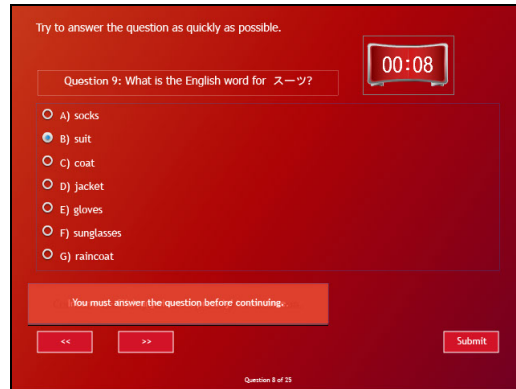 Try to answer the question as quickly as possible.
00:08
Question 9: What is the English word for スーツ?
A) socks
B) suit
C) coat
D) jacket
E) gloves
F) sunglasses
G) raincoat
You must answer the question before continuing.
<<
>>
Submit
Question 8 of 25